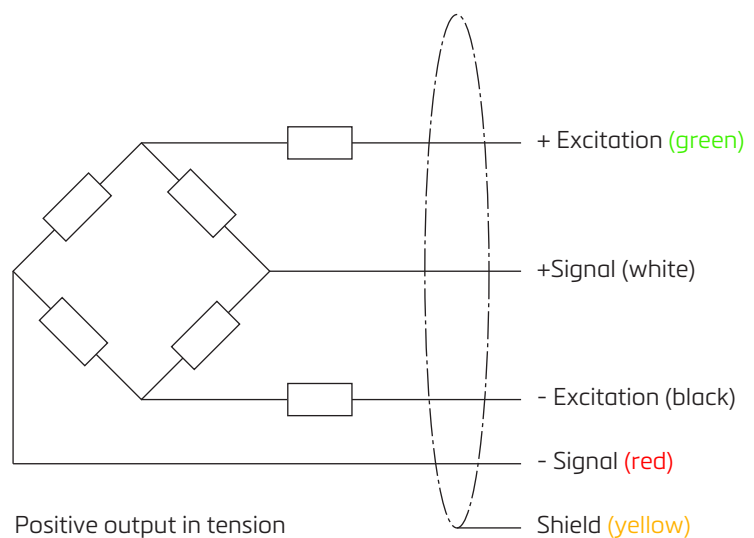 + Excitation (green)
+Signal (white)
- Excitation (black)
- Signal (red)
Positive output in tension
Shield (yellow)